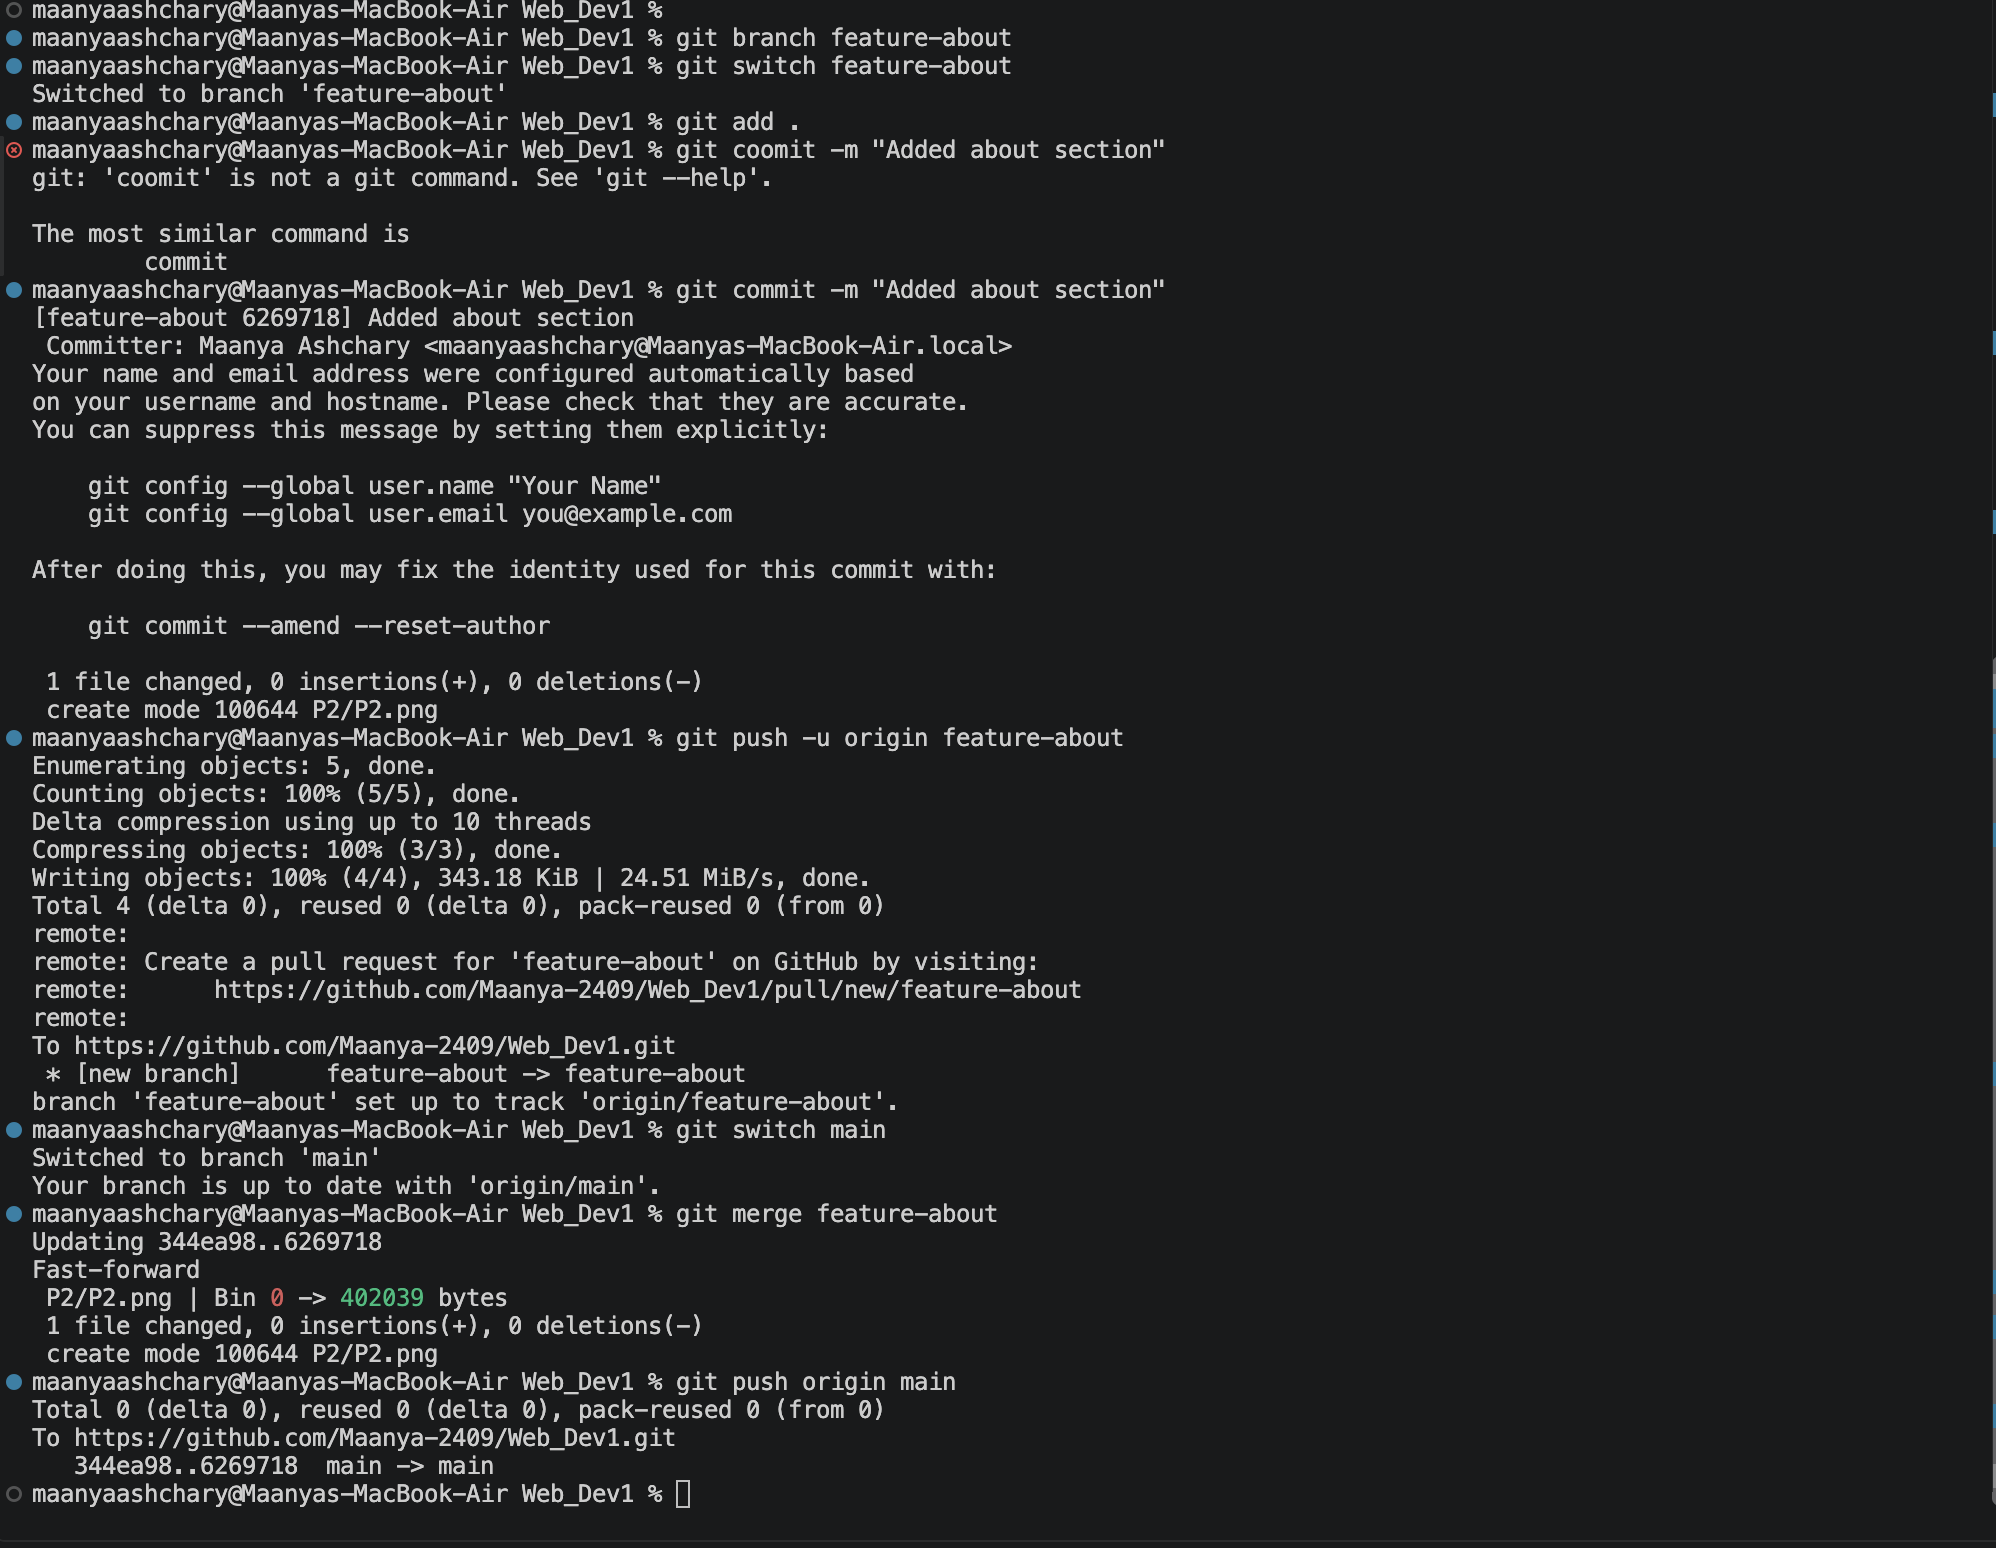 maanyaashchary@Maanyas-MacBook-Air Web_Dev1 %
maanyaashchary@Maanyas-MacBook-Air Web_Dev1 % git branch feature-about
maanyaashchary@Maanyas-MacBook-Air Web_Dev1 % git switch feature-about
Switched to branch 'feature-about'
maanyaashchary@Maanyas-MacBook-Air Web_Dev1 % git add .
maanyaashchary@Maanyas-MacBook-Air Web_Dev1 % git coomit -m "Added about section"
git: 'coomit' is not a git command. See 'git --help'.

The most similar command is
        commit
maanyaashchary@Maanyas-MacBook-Air Web_Dev1 % git commit -m "Added about section"
[feature-about 6269718] Added about section
 Committer: Maanya Ashchary <maanyaashchary@Maanyas-MacBook-Air.local>
Your name and email address were configured automatically based
on your username and hostname. Please check that they are accurate.
You can suppress this message by setting them explicitly:

    git config --global user.name "Your Name"
    git config --global user.email you@example.com

After doing this, you may fix the identity used for this commit with:

    git commit --amend --reset-author

 1 file changed, 0 insertions(+), 0 deletions(-)
 create mode 100644 P2/P2.png
maanyaashchary@Maanyas-MacBook-Air Web_Dev1 % git push -u origin feature-about
Enumerating objects: 5, done.
Counting objects: 100% (5/5), done.
Delta compression using up to 10 threads
Compressing objects: 100% (3/3), done.
Writing objects: 100% (4/4), 343.18 KiB | 24.51 MiB/s, done.
Total 4 (delta 0), reused 0 (delta 0), pack-reused 0 (from 0)
remote:
remote: Create a pull request for 'feature-about' on GitHub by visiting:
remote:      https://github.com/Maanya-2409/Web_Dev1/pull/new/feature-about
remote:
To https://github.com/Maanya-2409/Web_Dev1.git
 * [new branch]      feature-about -> feature-about
branch 'feature-about' set up to track 'origin/feature-about'.
maanyaashchary@Maanyas-MacBook-Air Web_Dev1 % git switch main
Switched to branch 'main'
Your branch is up to date with 'origin/main'.
maanyaashchary@Maanyas-MacBook-Air Web_Dev1 % git merge feature-about
Updating 344ea98..6269718
Fast-forward
 P2/P2.png | Bin 0 -> 402039 bytes
 1 file changed, 0 insertions(+), 0 deletions(-)
 create mode 100644 P2/P2.png
maanyaashchary@Maanyas-MacBook-Air Web_Dev1 % git push origin main
Total 0 (delta 0), reused 0 (delta 0), pack-reused 0 (from 0)
To https://github.com/Maanya-2409/Web_Dev1.git
   344ea98..6269718  main -> main
maanyaashchary@Maanyas-MacBook-Air Web_Dev1 %